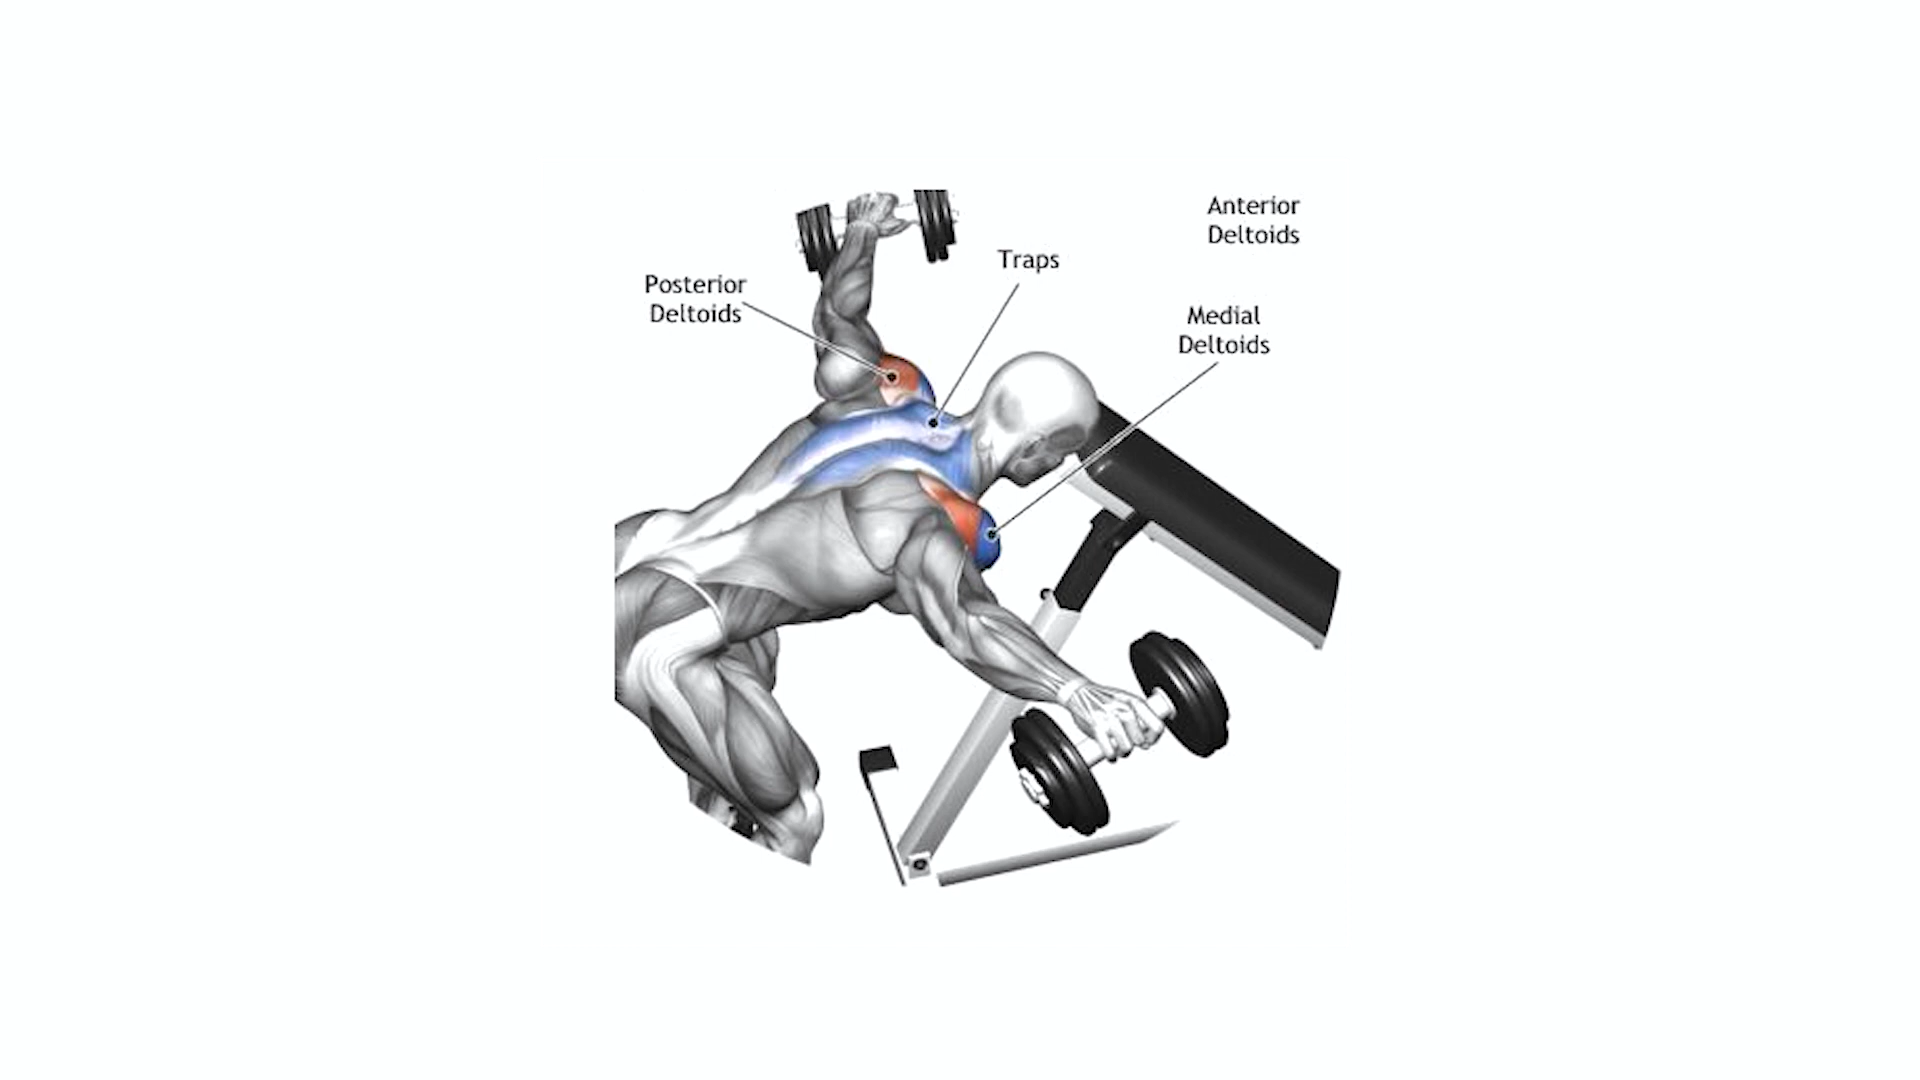 Anterior
Deltoids
Traps
Posterior
Deltoids
Medial
Deltoids